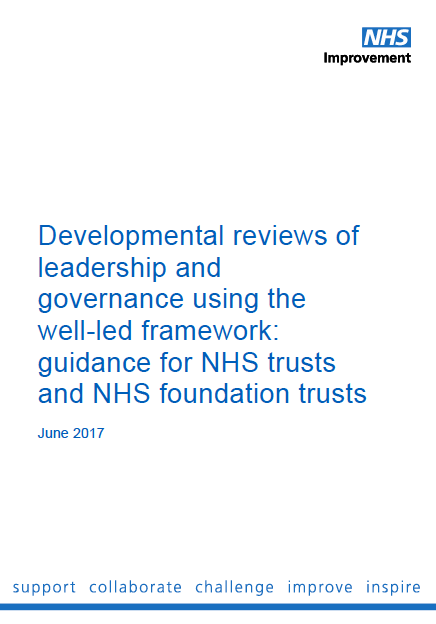 NHS
Improvement
Developmental reviews of
leadership and
governance using the
well-led framework:
guidance for NHS trusts
and NHS foundation trusts
June 2017
support collaborate challenge improve inspire